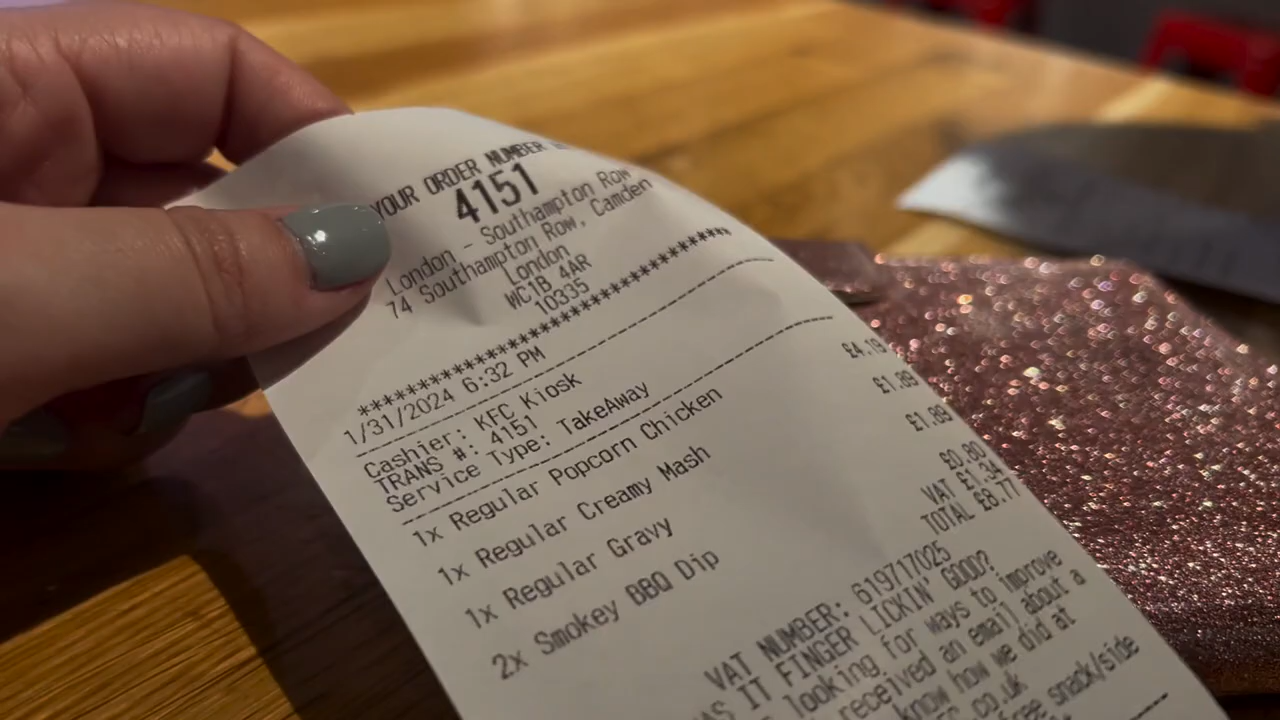 YOUR ORDER NUMBER
4151
London - Southampton Row
74 Southampton Row, Camden
London
WC1B 4AR
10335
************************************
1/31/2024 6:32 PM
Cashier: KFC Kiosk
TRANS #: 4151
Service Type: TakeAway
1x Regular Popcorn Chicken £4.19
1x Regular Creamy Mash £1.89
1x Regular Gravy £1.89
2x Smokey BBQ Dip £0.80
VAT £1.34
TOTAL £8.77
VAT NUMBER: 619717025
AS IT FINGER LICKIN' GOOD?
looking for ways to improve
received an email about a
know how we did at
.co.uk
free snack/side